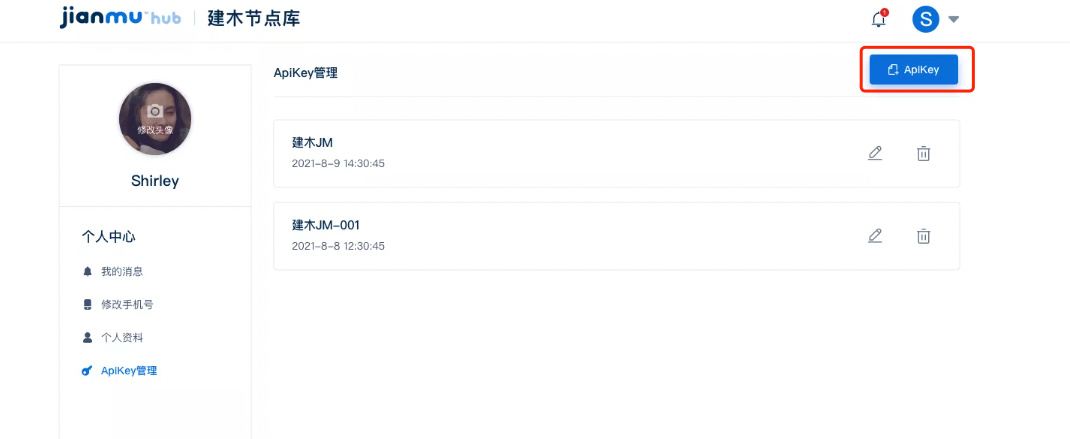 jianmu hub 建木节点库
1
S
ApiKey
ApiKey管理
修改头像
Shirley
个人中心
我的消息
修改手机号
个人资料
ApiKey管理
建木JM
2021-8-9 14:30:45
建木JM-001
2021-8-8 12:30:45